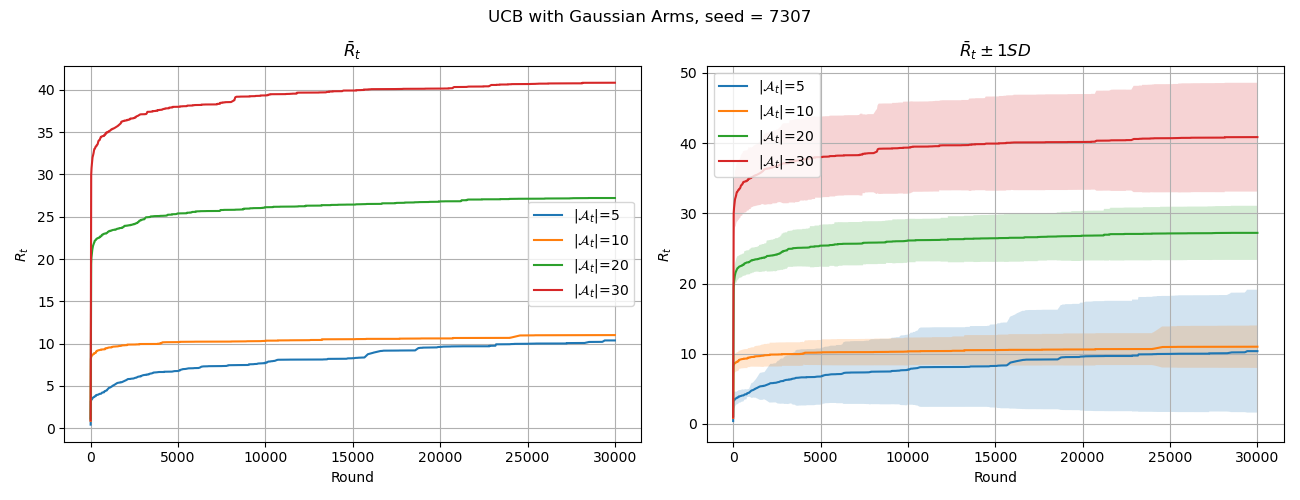 UCB with Gaussian Arms, seed = 7307
R̄ₜ
R̄ₜ ± 1SD
Rₜ
40
35
30
25
20
15
10
5
0
|𝒜ₜ|=5
|𝒜ₜ|=10
|𝒜ₜ|=20
|𝒜ₜ|=30
0 5000 10000 15000 20000 25000 30000
Round
Rₜ
50
40
30
20
10
0
|𝒜ₜ|=5
|𝒜ₜ|=10
|𝒜ₜ|=20
|𝒜ₜ|=30
0 5000 10000 15000 20000 25000 30000
Round